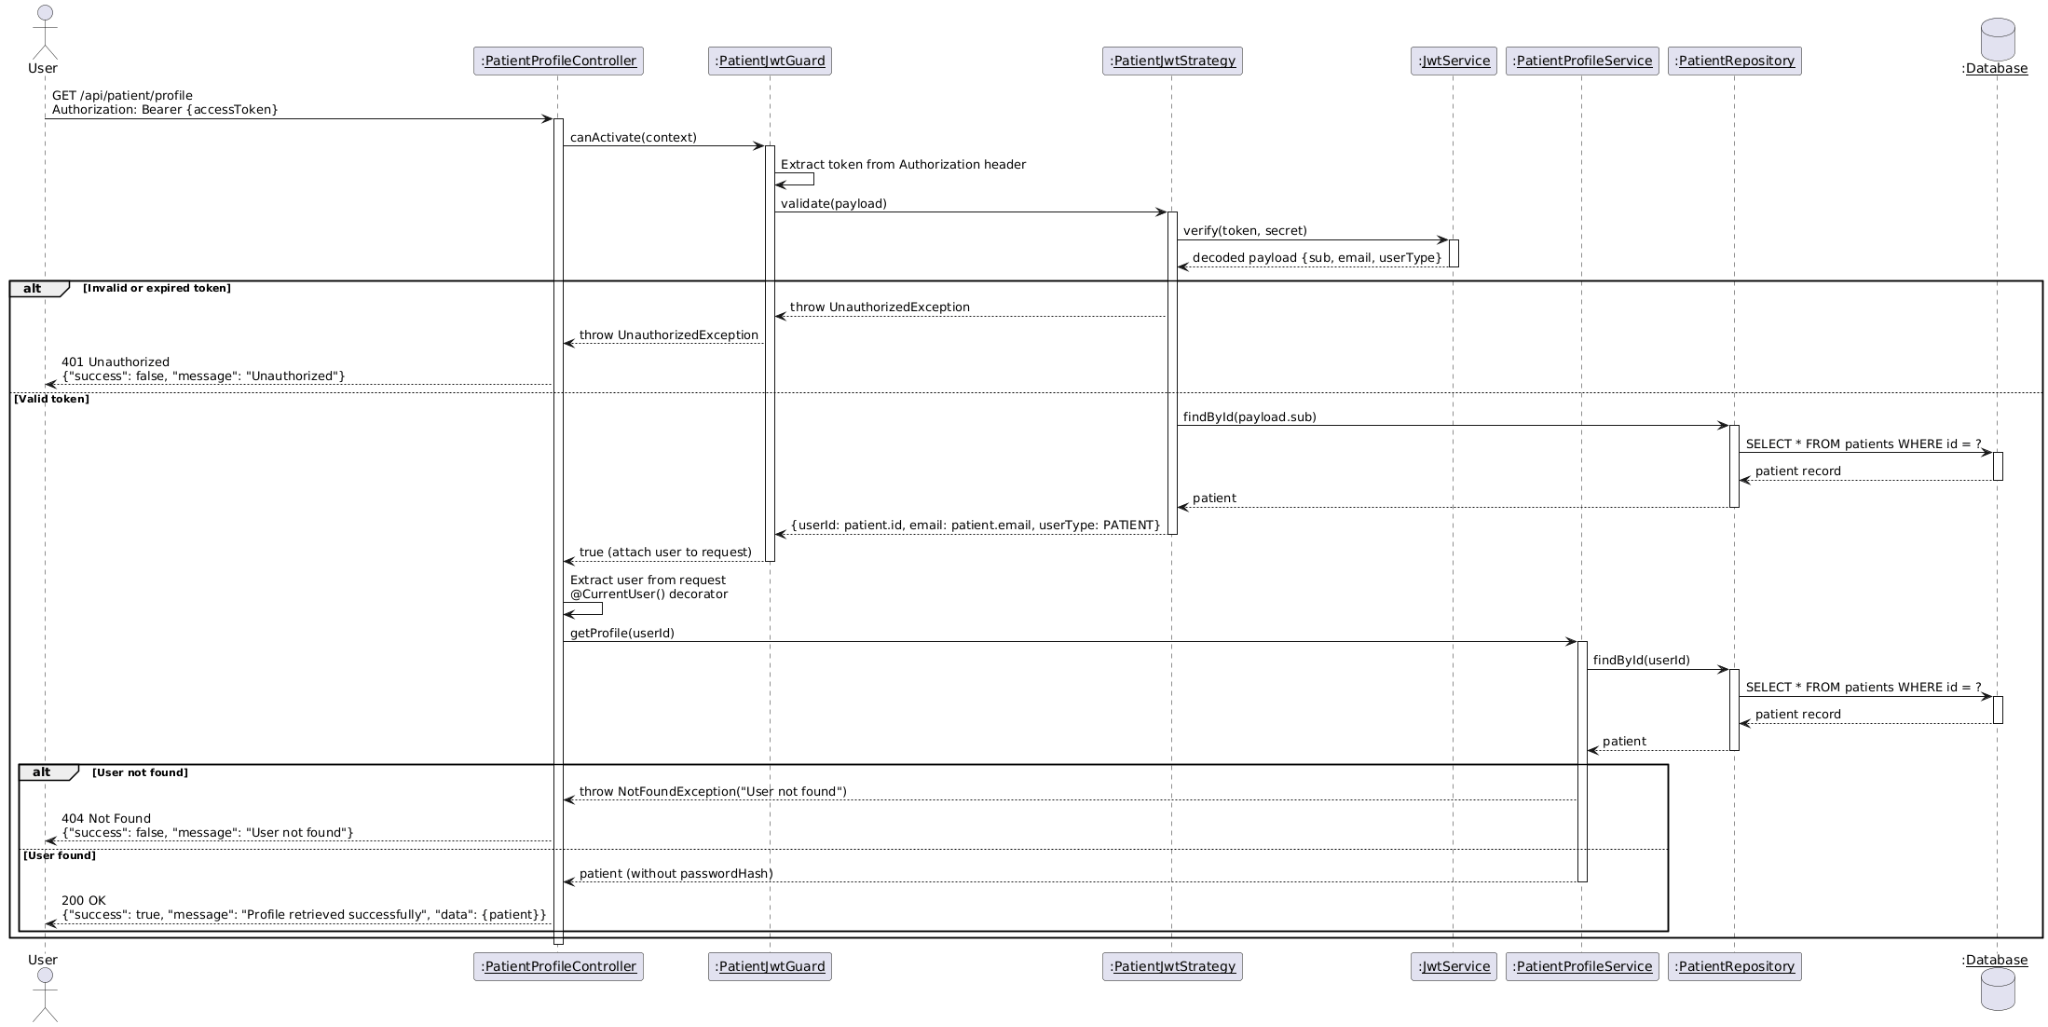 User
:PatientProfileController
:PatientJwtGuard
:PatientJwtStrategy
:JwtService
:PatientProfileService
:PatientRepository
:Database
GET /api/patient/profile
Authorization: Bearer {accessToken}
canActivate(context)
Extract token from Authorization header
validate(payload)
verify(token, secret)
decoded payload {sub, email, userType}
alt [Invalid or expired token]
throw UnauthorizedException
throw UnauthorizedException
401 Unauthorized
{"success": false, "message": "Unauthorized"}
[Valid token]
findById(payload.sub)
SELECT * FROM patients WHERE id = ?
patient record
patient
{userId: patient.id, email: patient.email, userType: PATIENT}
true (attach user to request)
Extract user from request
@CurrentUser() decorator
getProfile(userId)
findById(userId)
SELECT * FROM patients WHERE id = ?
patient record
patient
alt [User not found]
throw NotFoundException("User not found")
404 Not Found
{"success": false, "message": "User not found"}
[User found]
patient (without passwordHash)
200 OK
{"success": true, "message": "Profile retrieved successfully", "data": {patient}}
User
:PatientProfileController
:PatientJwtGuard
:PatientJwtStrategy
:JwtService
:PatientProfileService
:PatientRepository
:Database